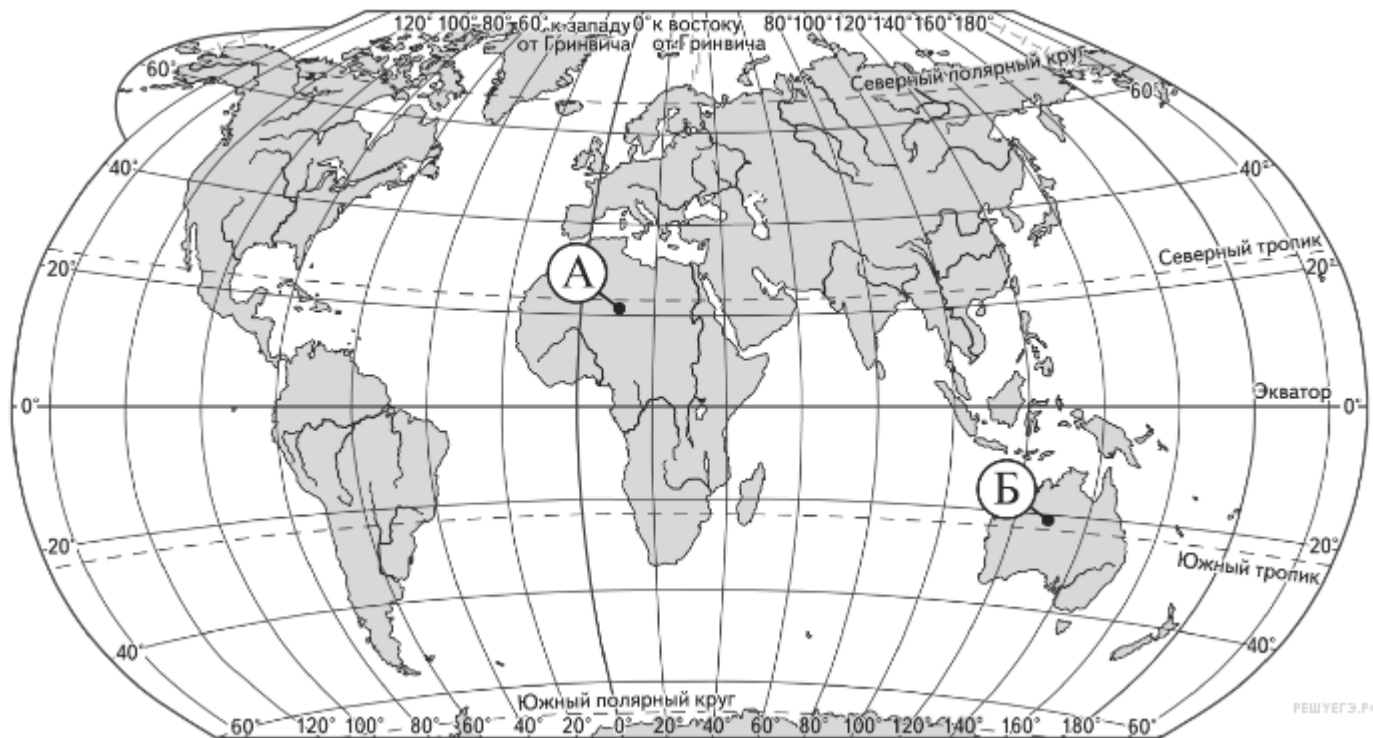 120° 100° 80° 60° к западу 0° к востоку 80° 100° 120° 140° 160° 180°
от Гринвича от Гринвича
60°
Северный полярный круг
60°
40°
40°
Северный тропик
20°
20°
А
0°
Экватор
0°
Б
20°
20°
Южный тропик
40°
40°
Южный полярный круг
60° 120° 100° 80° 60° 40° 20° 0° 20° 40° 60° 80° 100° 120° 140° 160° 180° 60°
РЕШУЕГЭ.РФ